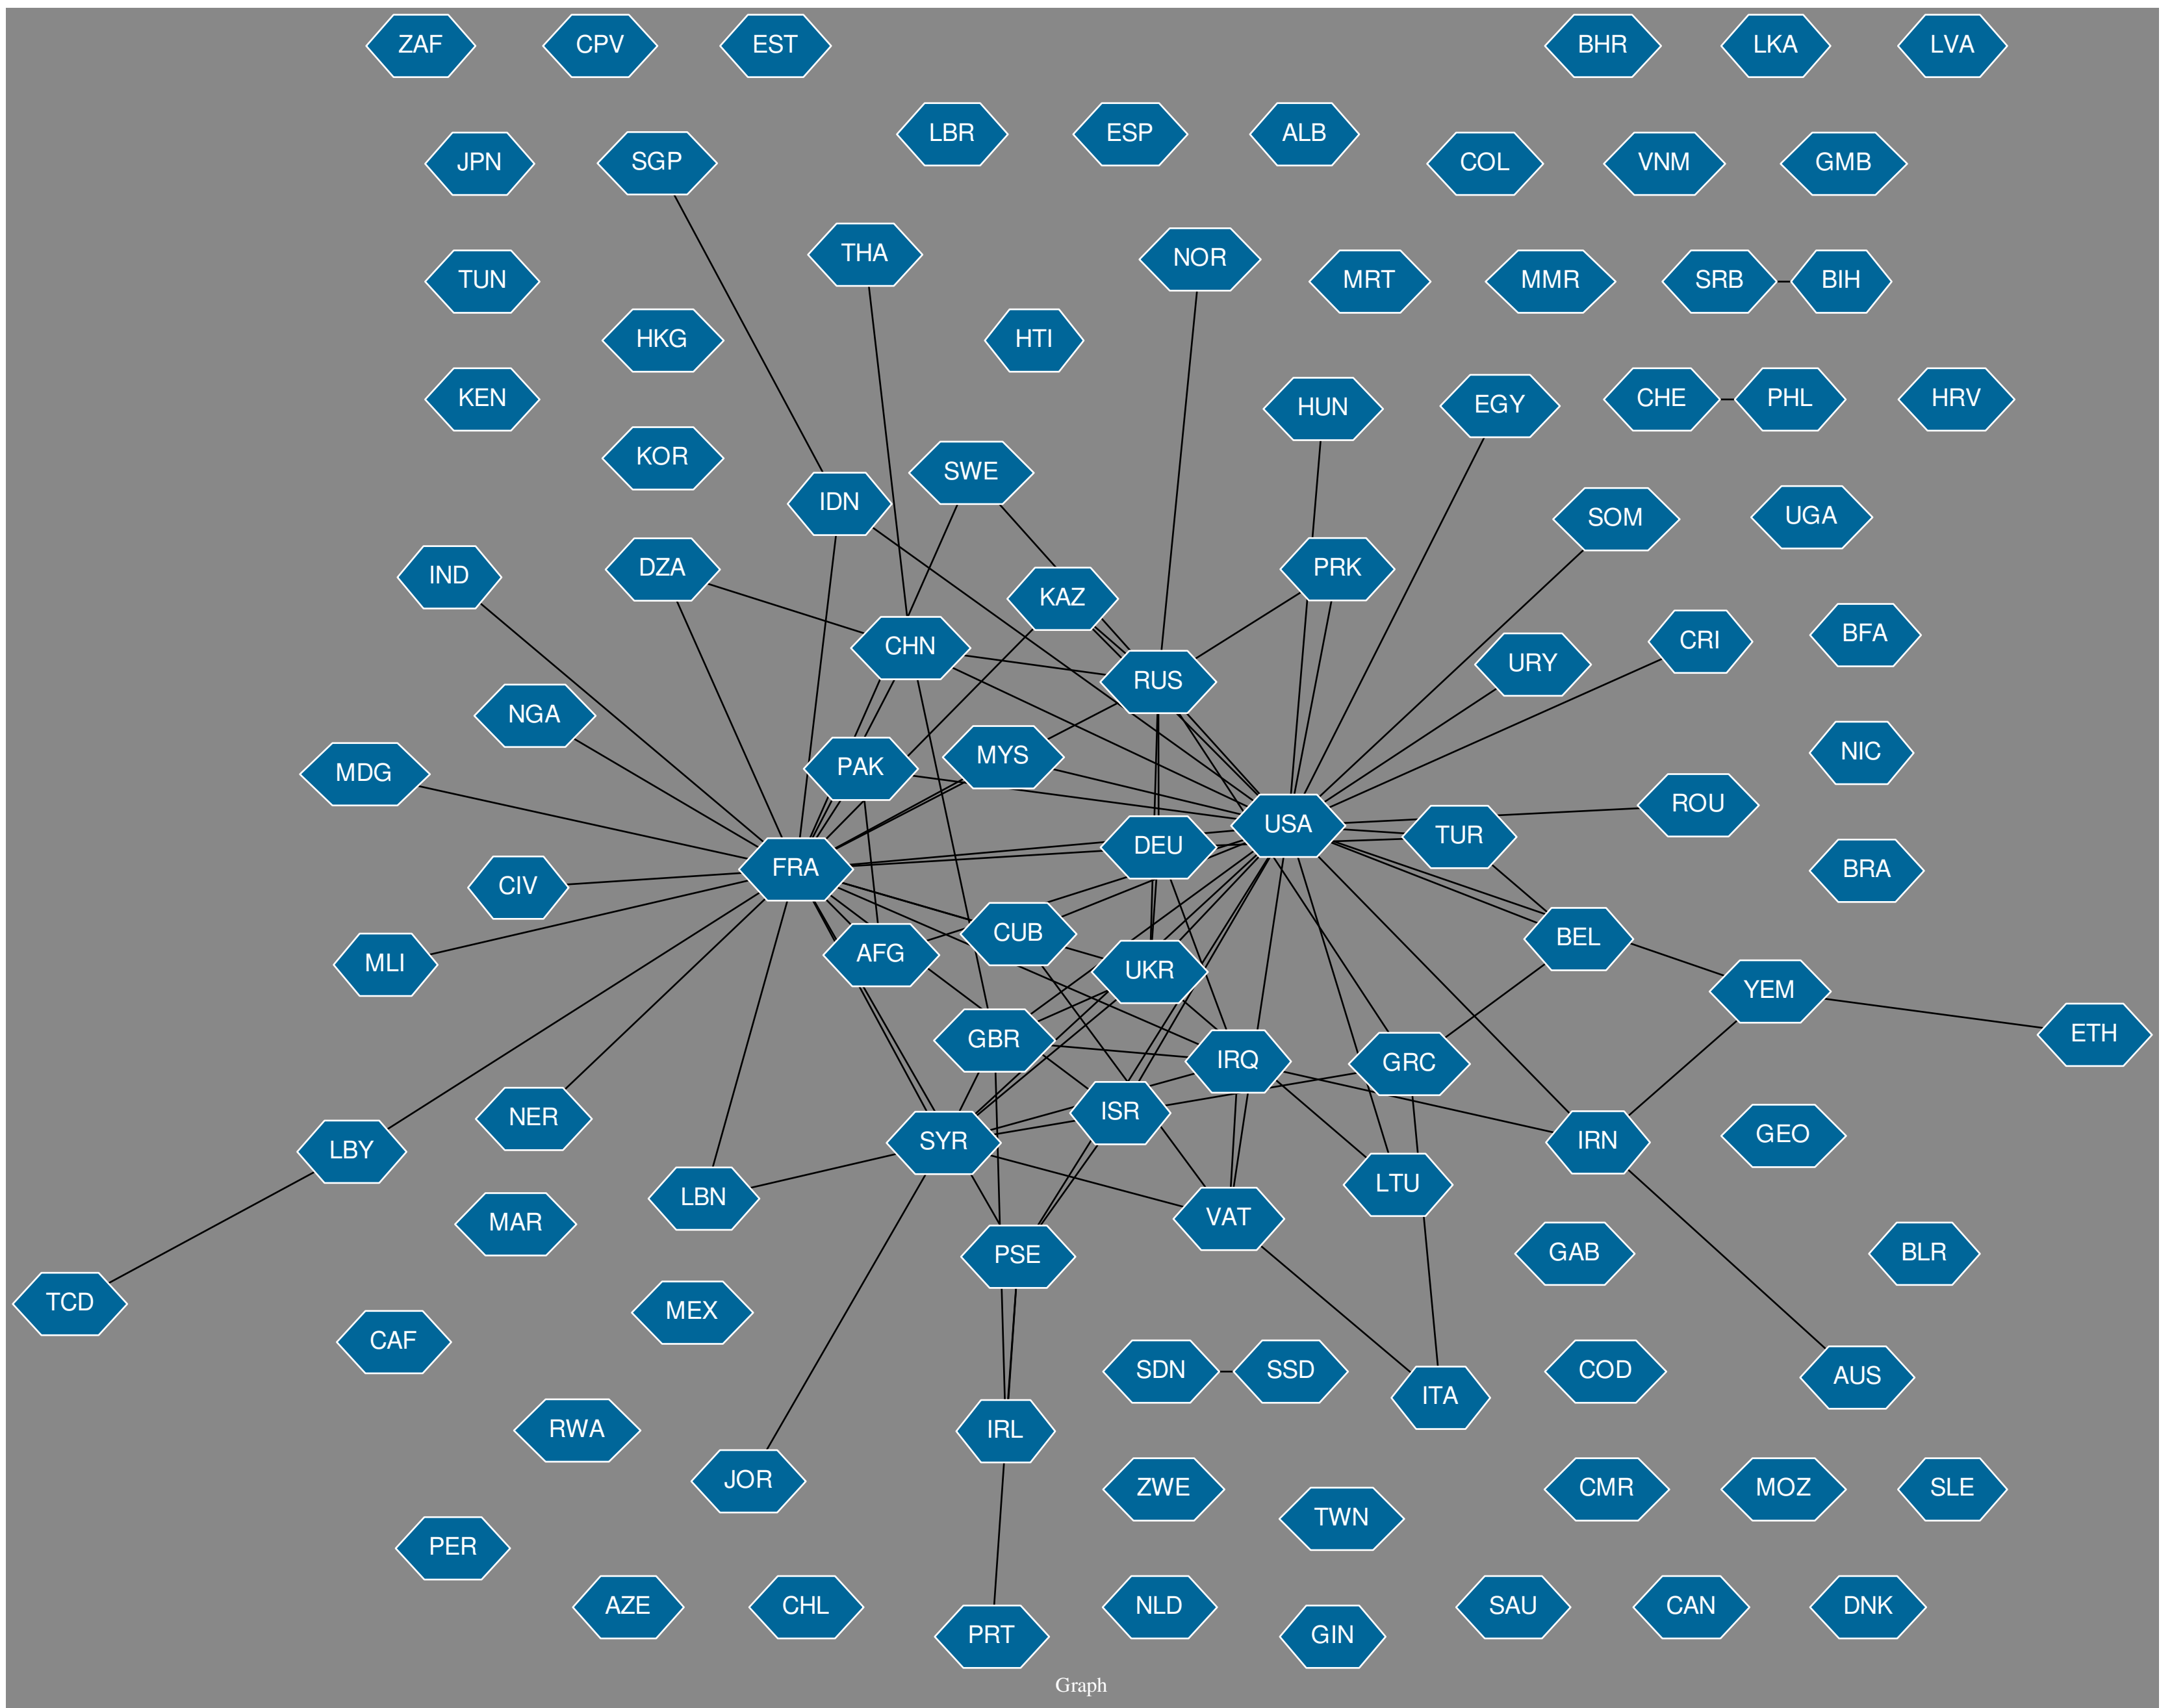 ZAF
CPV
EST
BHR
LKA
LVA
LBR
ESP
ALB
JPN
SGP
COL
VNM
GMB
THA
NOR
TUN
MRT
MMR
SRB
BIH
HKG
HTI
KEN
HUN
EGY
CHE
PHL
HRV
KOR
SWE
IDN
SOM
UGA
IND
DZA
PRK
KAZ
CHN
RUS
URY
CRI
BFA
NGA
MDG
PAK
MYS
NIC
ROU
USA
TUR
DEU
FRA
CIV
BRA
MLI
AFG
CUB
UKR
BEL
YEM
ETH
GBR
IRQ
GRC
NER
LBY
SYR
ISR
IRN
GEO
LBN
LTU
MAR
VAT
PSE
GAB
BLR
TCD
MEX
CAF
SDN
SSD
ITA
COD
AUS
RWA
IRL
JOR
ZWE
TWN
CMR
MOZ
SLE
PER
AZE
CHL
PRT
NLD
GIN
SAU
CAN
DNK
Graph